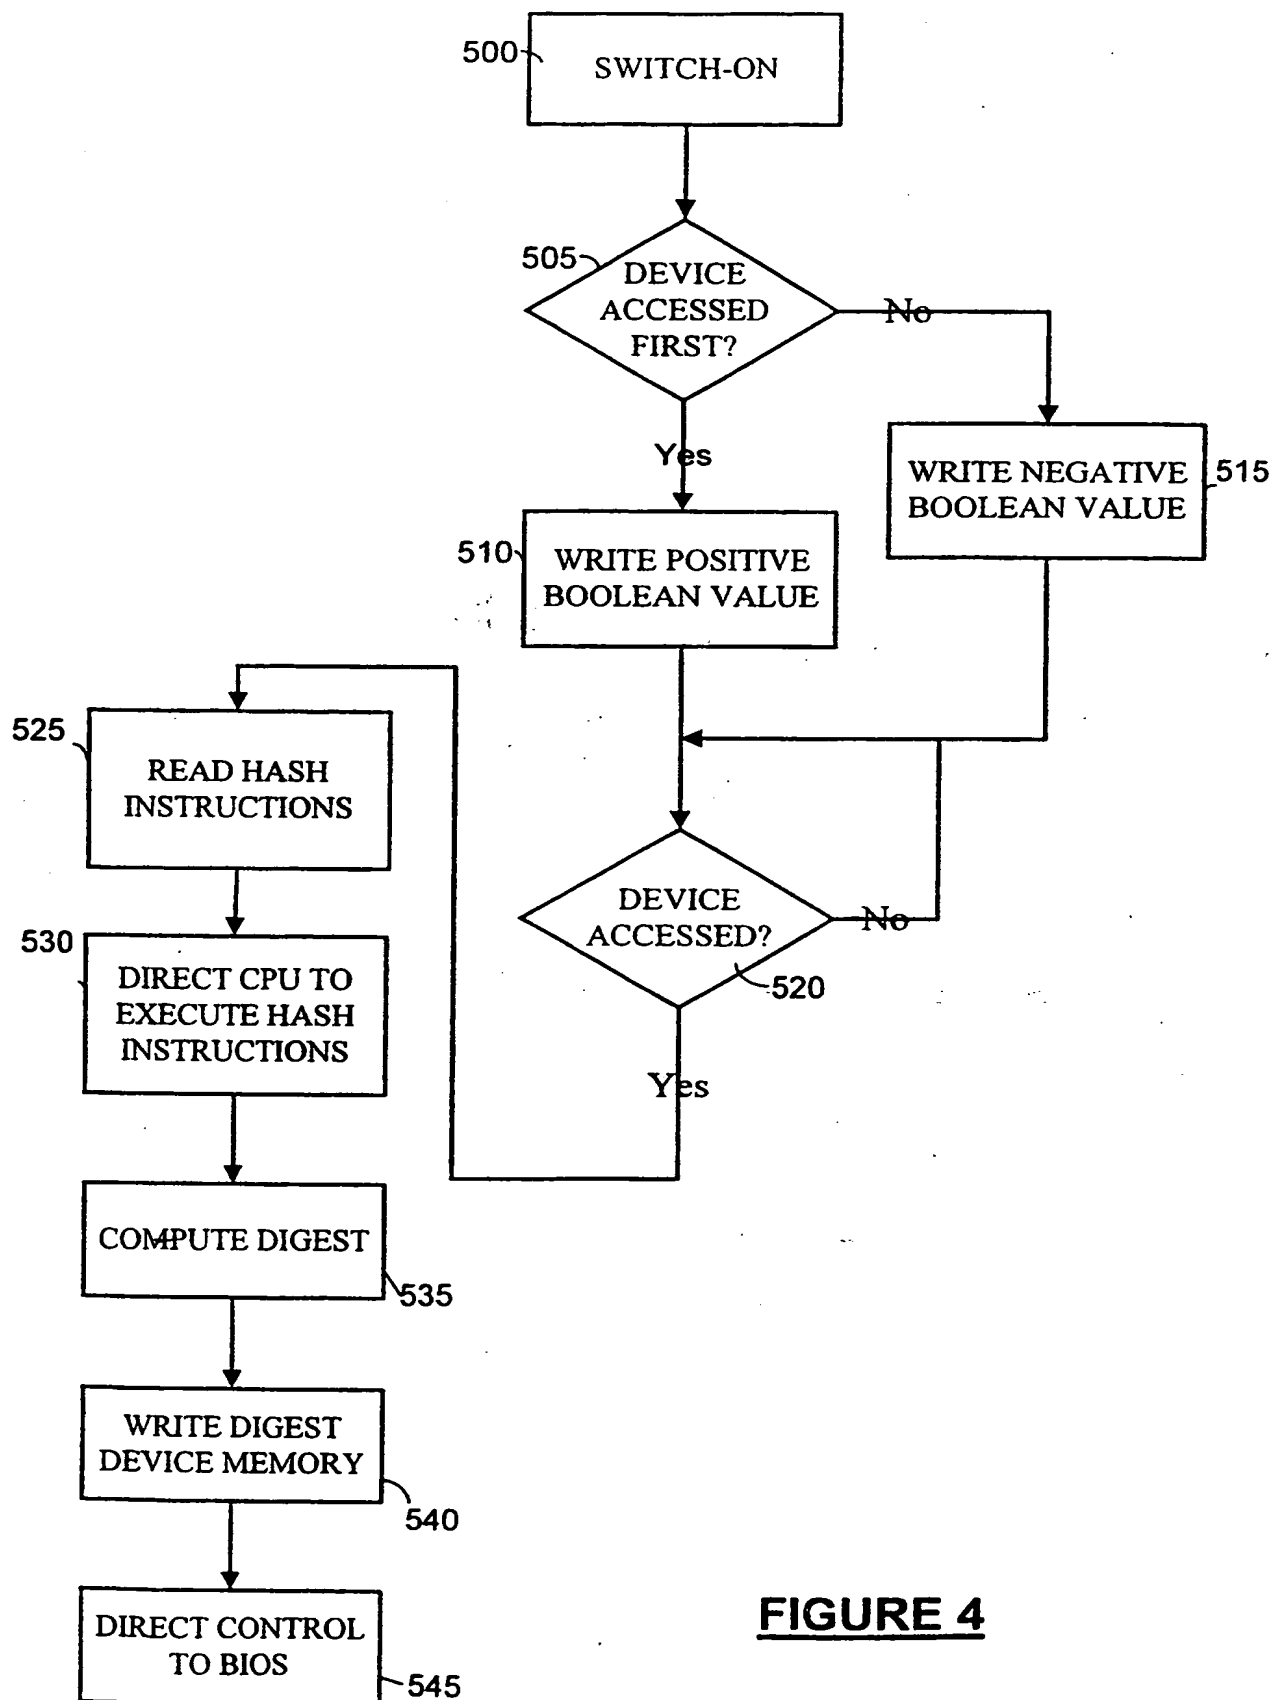 500
SWITCH-ON
505
DEVICE
ACCESSED
FIRST?
No
Yes
WRITE NEGATIVE
BOOLEAN VALUE
515
510
WRITE POSITIVE
BOOLEAN VALUE
525
READ HASH
INSTRUCTIONS
DEVICE
ACCESSED?
No
520
Yes
530
DIRECT CPU TO
EXECUTE HASH
INSTRUCTIONS
COMPUTE DIGEST
535
WRITE DIGEST
DEVICE MEMORY
540
DIRECT CONTROL
TO BIOS
545
FIGURE 4